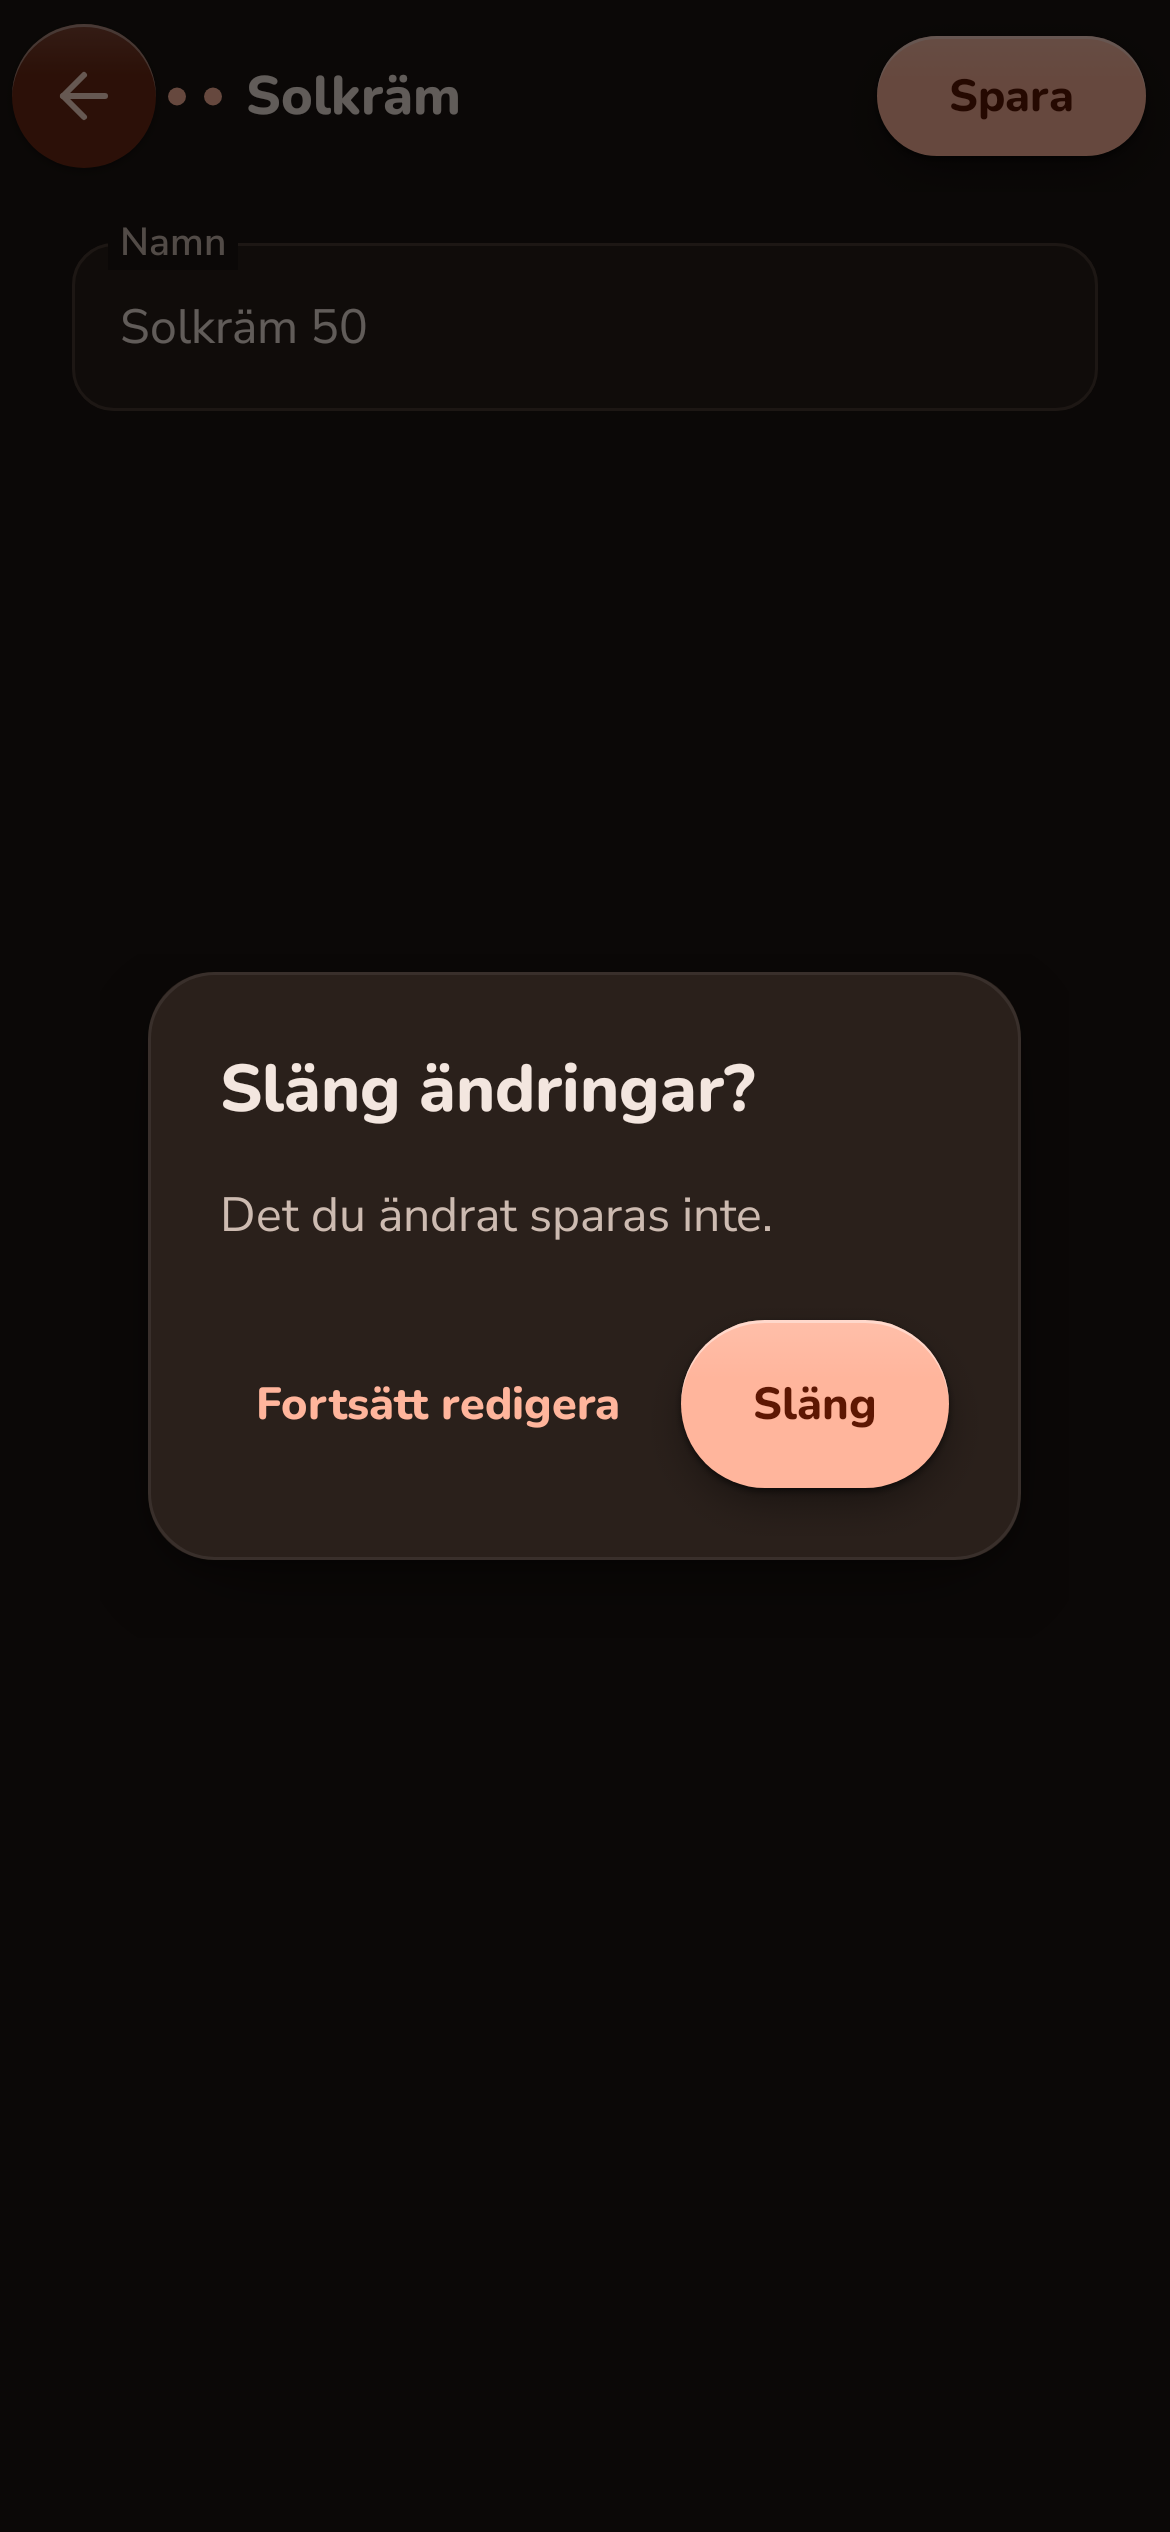 Solkräm
Spara
Namn
Solkräm 50
Släng ändringar?
Det du ändrat sparas inte.
Fortsätt redigera
Släng